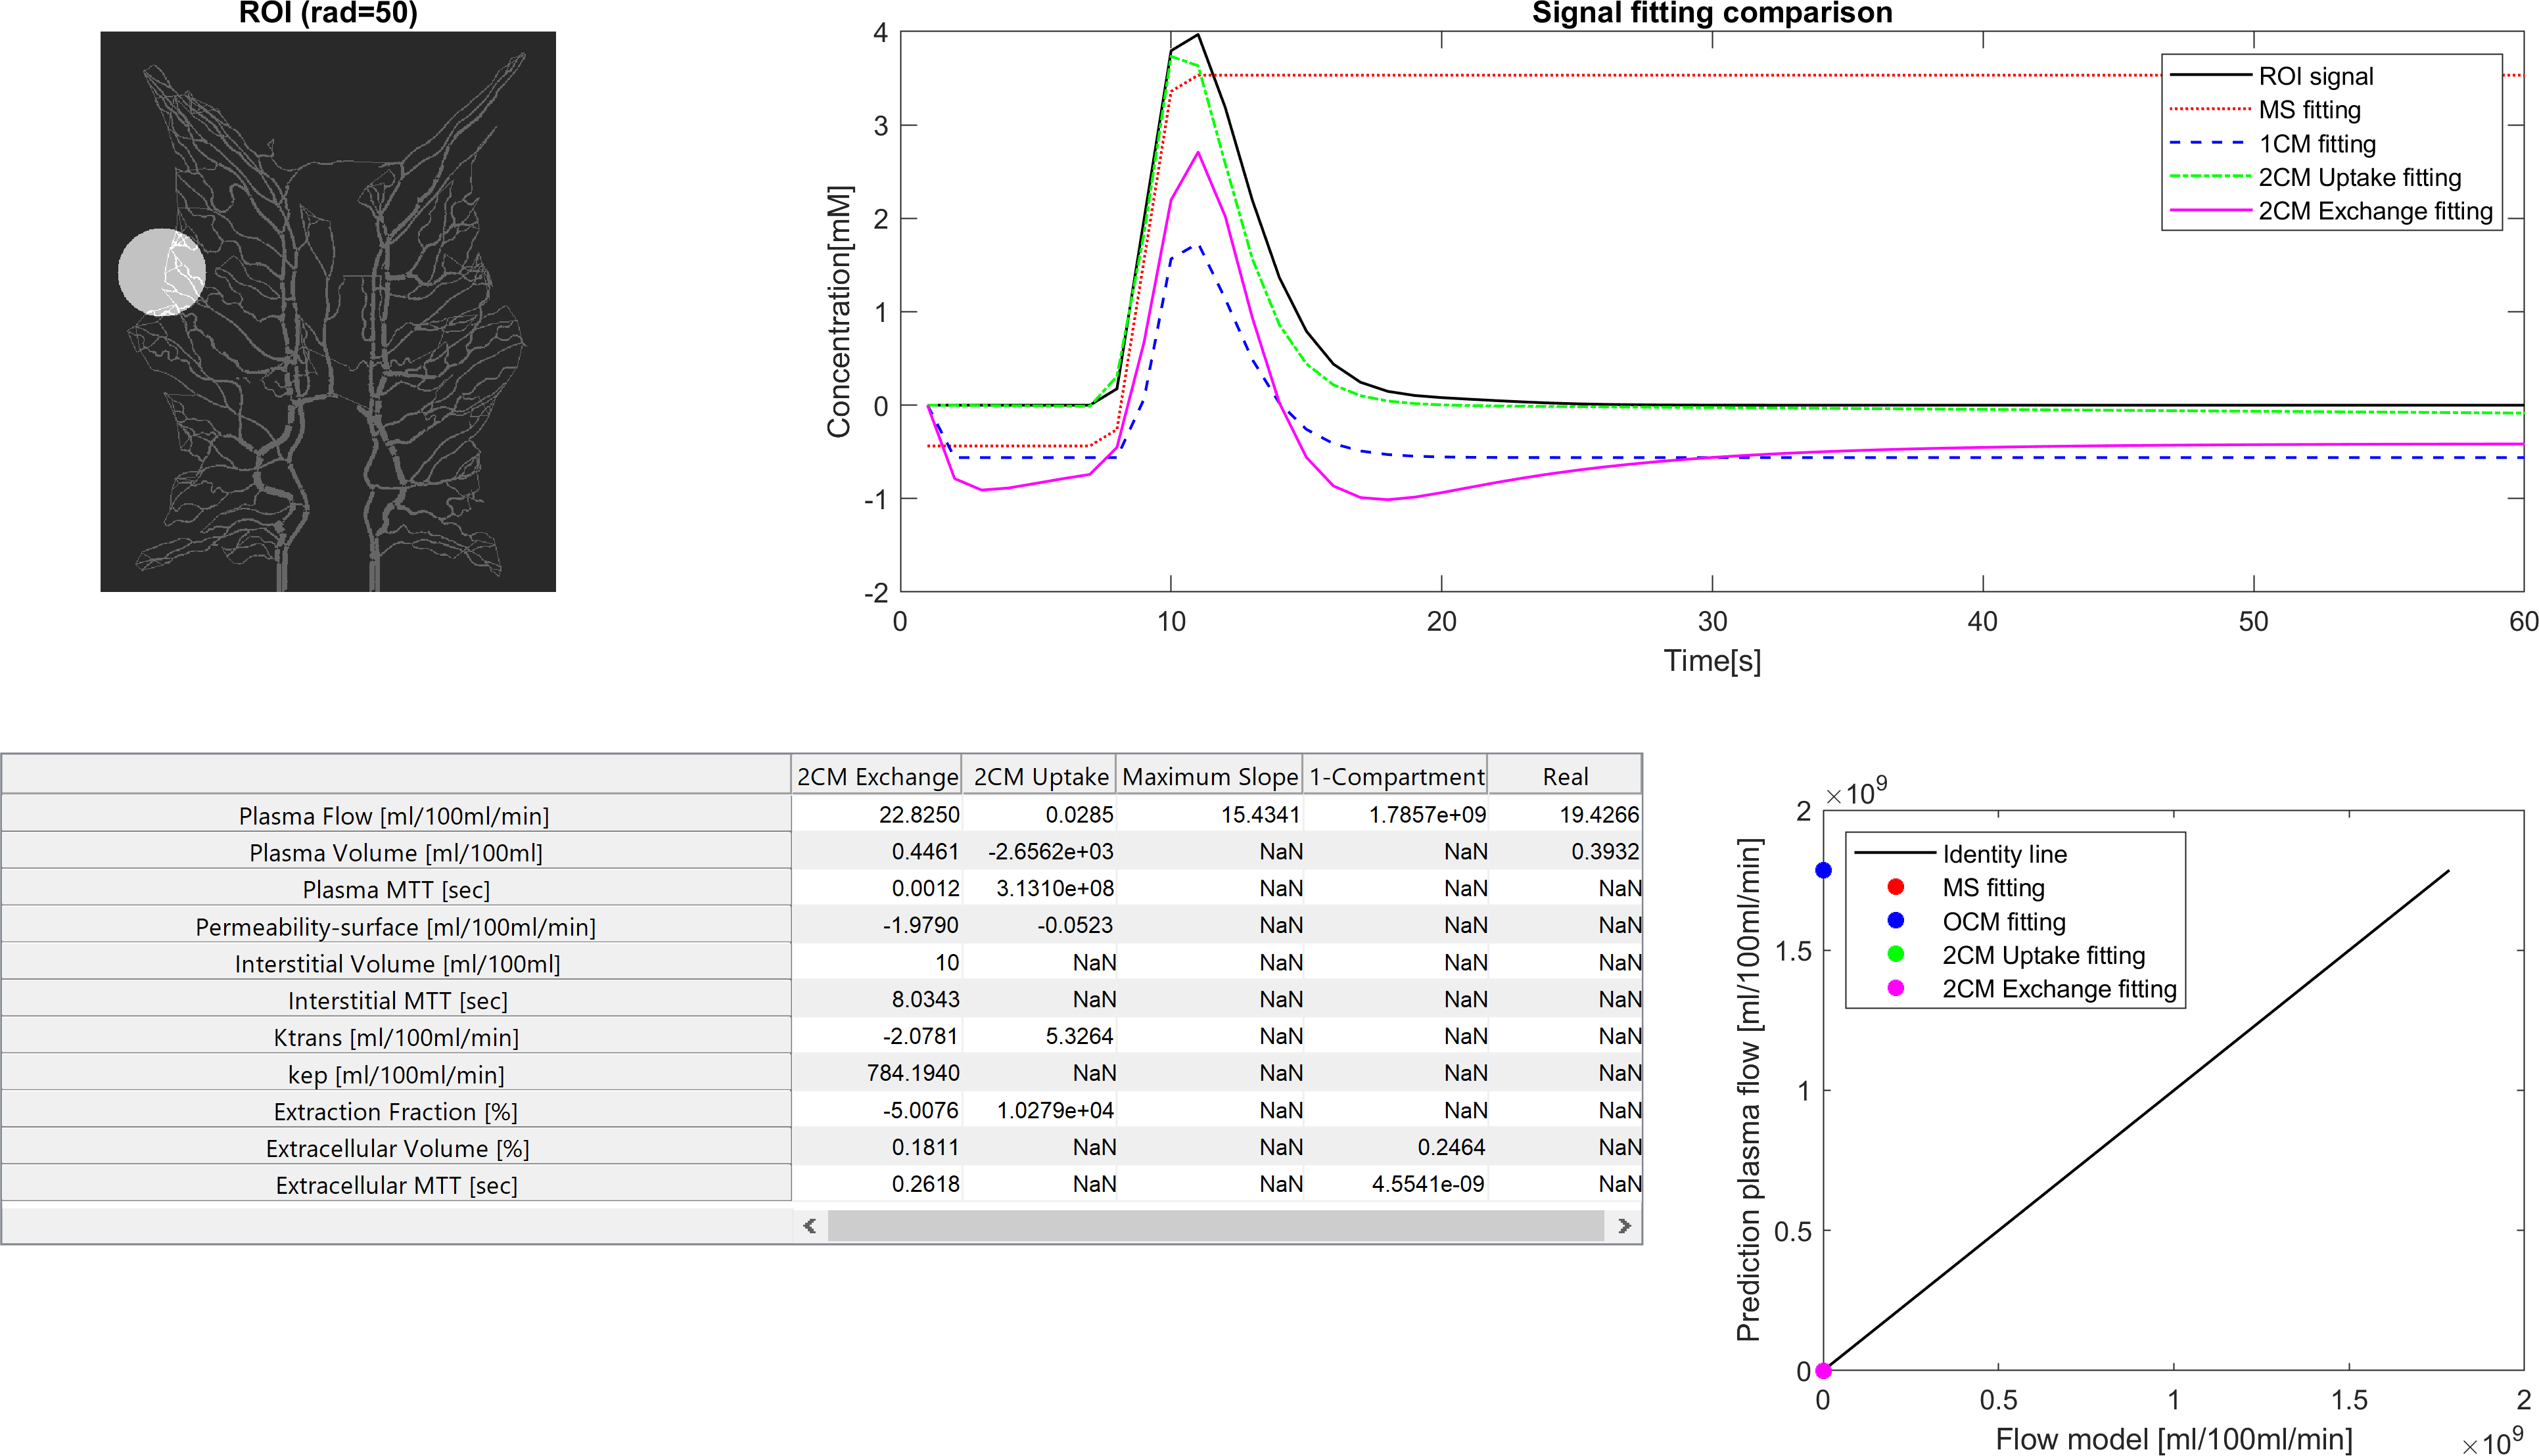 ROI (rad=50)
Signal fitting comparison
Concentration[mM]
4
3
2
1
0
-1
-2
0 10 20 30 40 50 60
Time[s]
ROI signal
MS fitting
1CM fitting
2CM Uptake fitting
2CM Exchange fitting
2CM Exchange 2CM Uptake Maximum Slope 1-Compartment Real
Plasma Flow [ml/100ml/min] 22.8250 0.0285 15.4341 1.7857e+09 19.4266
Plasma Volume [ml/100ml] 0.4461 -2.6562e+03 NaN NaN 0.3932
Plasma MTT [sec] 0.0012 3.1310e+08 NaN NaN NaN
Permeability-surface [ml/100ml/min] -1.9790 -0.0523 NaN NaN NaN
Interstitial Volume [ml/100ml] 10 NaN NaN NaN NaN
Interstitial MTT [sec] 8.0343 NaN NaN NaN NaN
Ktrans [ml/100ml/min] -2.0781 5.3264 NaN NaN NaN
kep [ml/100ml/min] 784.1940 NaN NaN NaN NaN
Extraction Fraction [%] -5.0076 1.0279e+04 NaN NaN NaN
Extracellular Volume [%] 0.1811 NaN NaN 0.2464 NaN
Extracellular MTT [sec] 0.2618 NaN NaN 4.5541e-09 NaN
×10⁹
Prediction plasma flow [ml/100ml/min]
2
1.5
1
0.5
0
Identity line
MS fitting
OCM fitting
2CM Uptake fitting
2CM Exchange fitting
0 0.5 1 1.5 2
Flow model [ml/100ml/min]
×10⁹